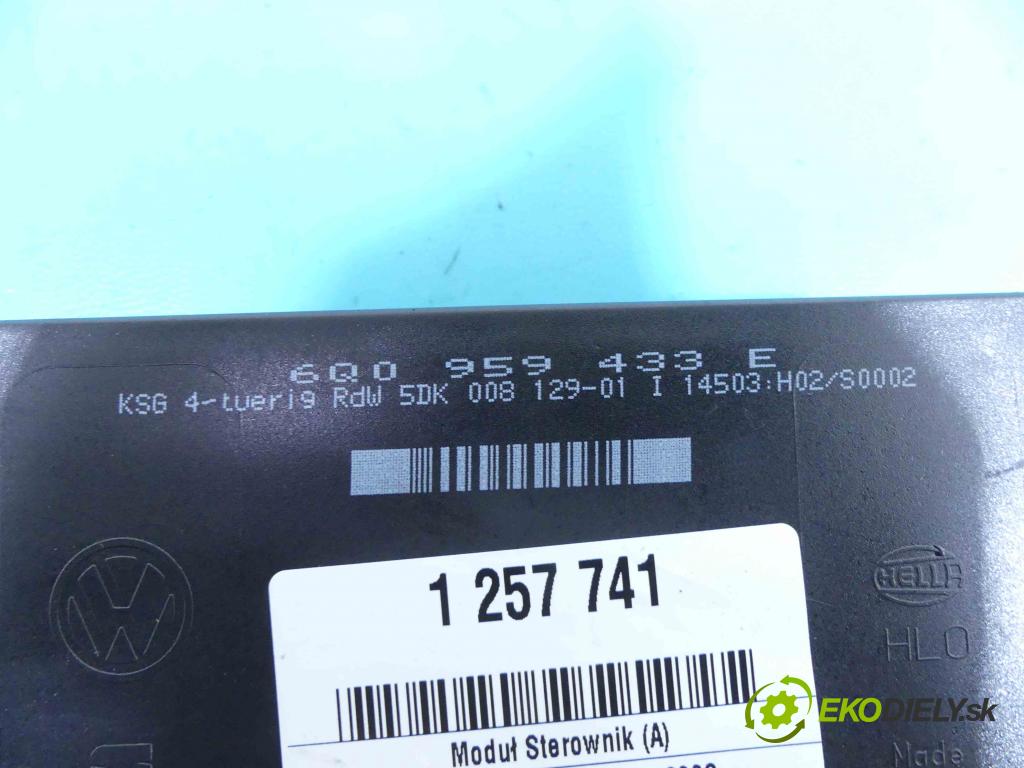 6Q0 959 433 E
KSG 4-tuerig RdW 5DK 008 129-01 I 14503:H02/S0002
1 257 741
HELLA
HLO
Moduł Sterownik (A)
EKODIELY.sk
Made